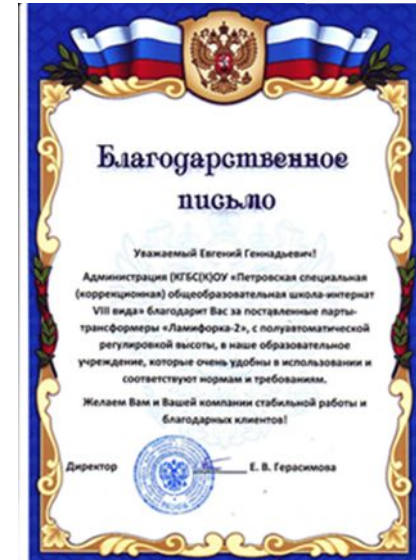 Благодарственное
письмо
Уважаемый Евгений Геннадьевич!
Администрация (КГБС(К)ОУ «Петровская специальная
(коррекционная) общеобразовательная школа-интернат
VIII вида» благодарит Вас за поставленные парты-
трансформеры «Ламифорка-2», с полуавтоматической
регулировкой высоты, в наше образовательное
учреждение, которые очень удобны в использовании и
соответствуют нормам и требованиям.
Желаем Вам и Вашей компании стабильной работы и
благодарных клиентов!
Директор Е. В. Герасимова